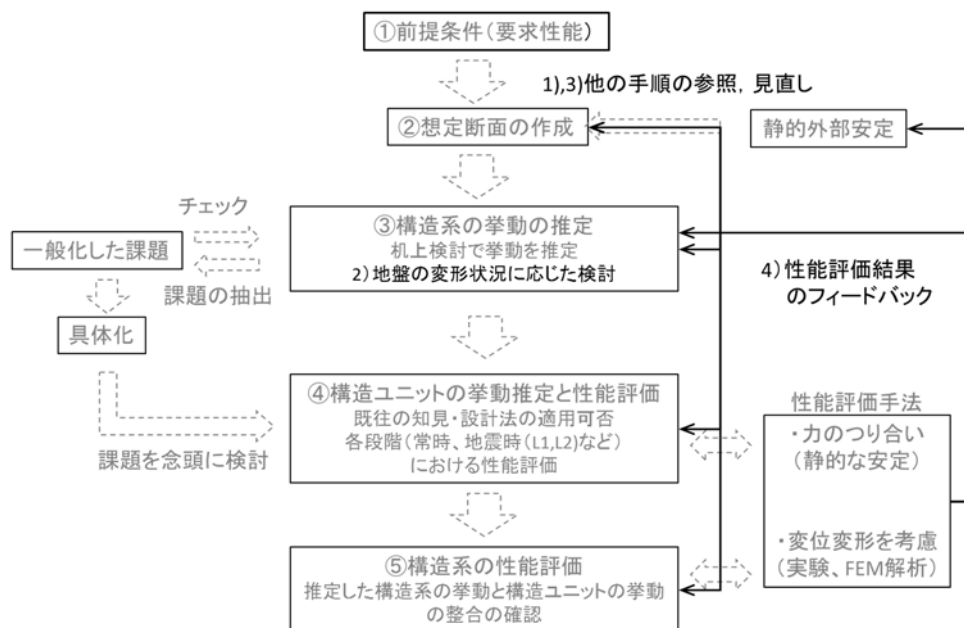 ①前提条件(要求性能)
1),3)他の手順の参照，見直し
②想定断面の作成
静的外部安定
チェック
一般化した課題
課題の抽出
具体化
課題を念頭に検討
③構造系の挙動の推定
机上検討で挙動を推定
2）地盤の変形状況に応じた検討
4）性能評価結果
のフィードバック
④構造ユニットの挙動推定と性能評価
既往の知見・設計法の適用可否
各段階(常時、地震時(L1,L2)など)
における性能評価
性能評価手法
・力のつり合い
(静的な安定)
・変位変形を考慮
(実験、FEM解析)
⑤構造系の性能評価
推定した構造系の挙動と構造ユニットの挙動
の整合の確認